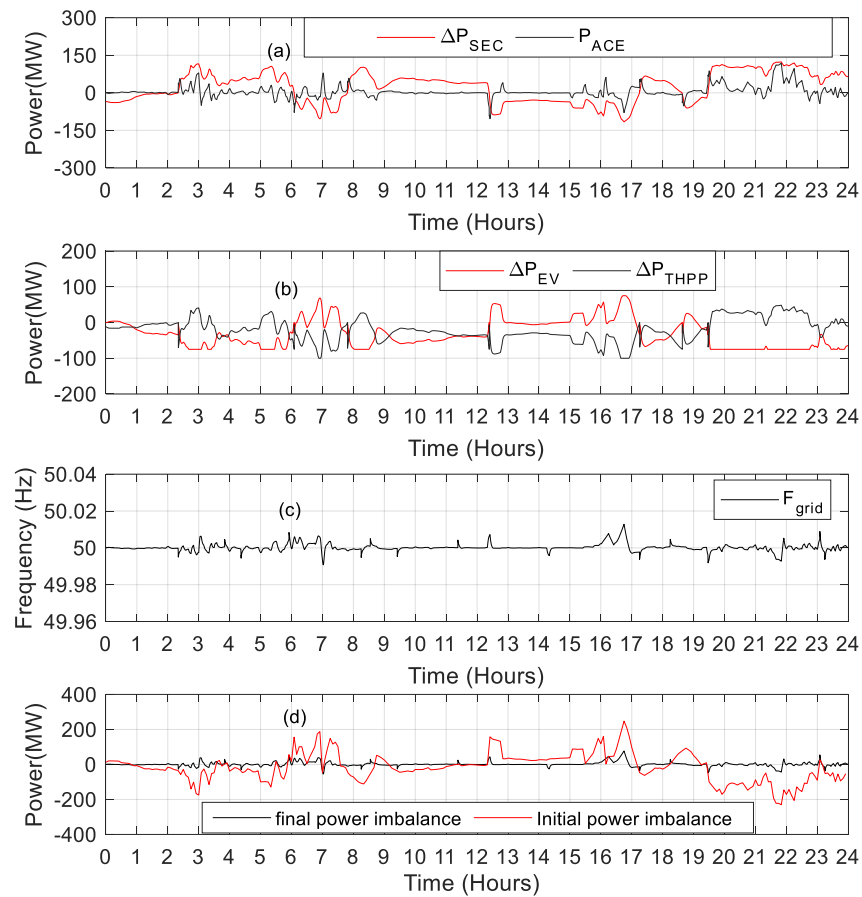 (a)
ΔP_SEC P_ACE
Power(MW)
300
150
0
-150
-300
0 1 2 3 4 5 6 7 8 9 10 11 12 13 14 15 16 17 18 19 20 21 22 23 24
Time (Hours)
(b)
ΔP_EV ΔP_THPP
Power(MW)
200
100
0
-100
-200
0 1 2 3 4 5 6 7 8 9 10 11 12 13 14 15 16 17 18 19 20 21 22 23 24
Time (Hours)
(c)
F_grid
Frequency (Hz)
50.04
50.02
50
49.98
49.96
0 1 2 3 4 5 6 7 8 9 10 11 12 13 14 15 16 17 18 19 20 21 22 23 24
Time (Hours)
(d)
Power(MW)
400
200
0
-200
-400
final power imbalance Initial power imbalance
0 1 2 3 4 5 6 7 8 9 10 11 12 13 14 15 16 17 18 19 20 21 22 23 24
Time (Hours)